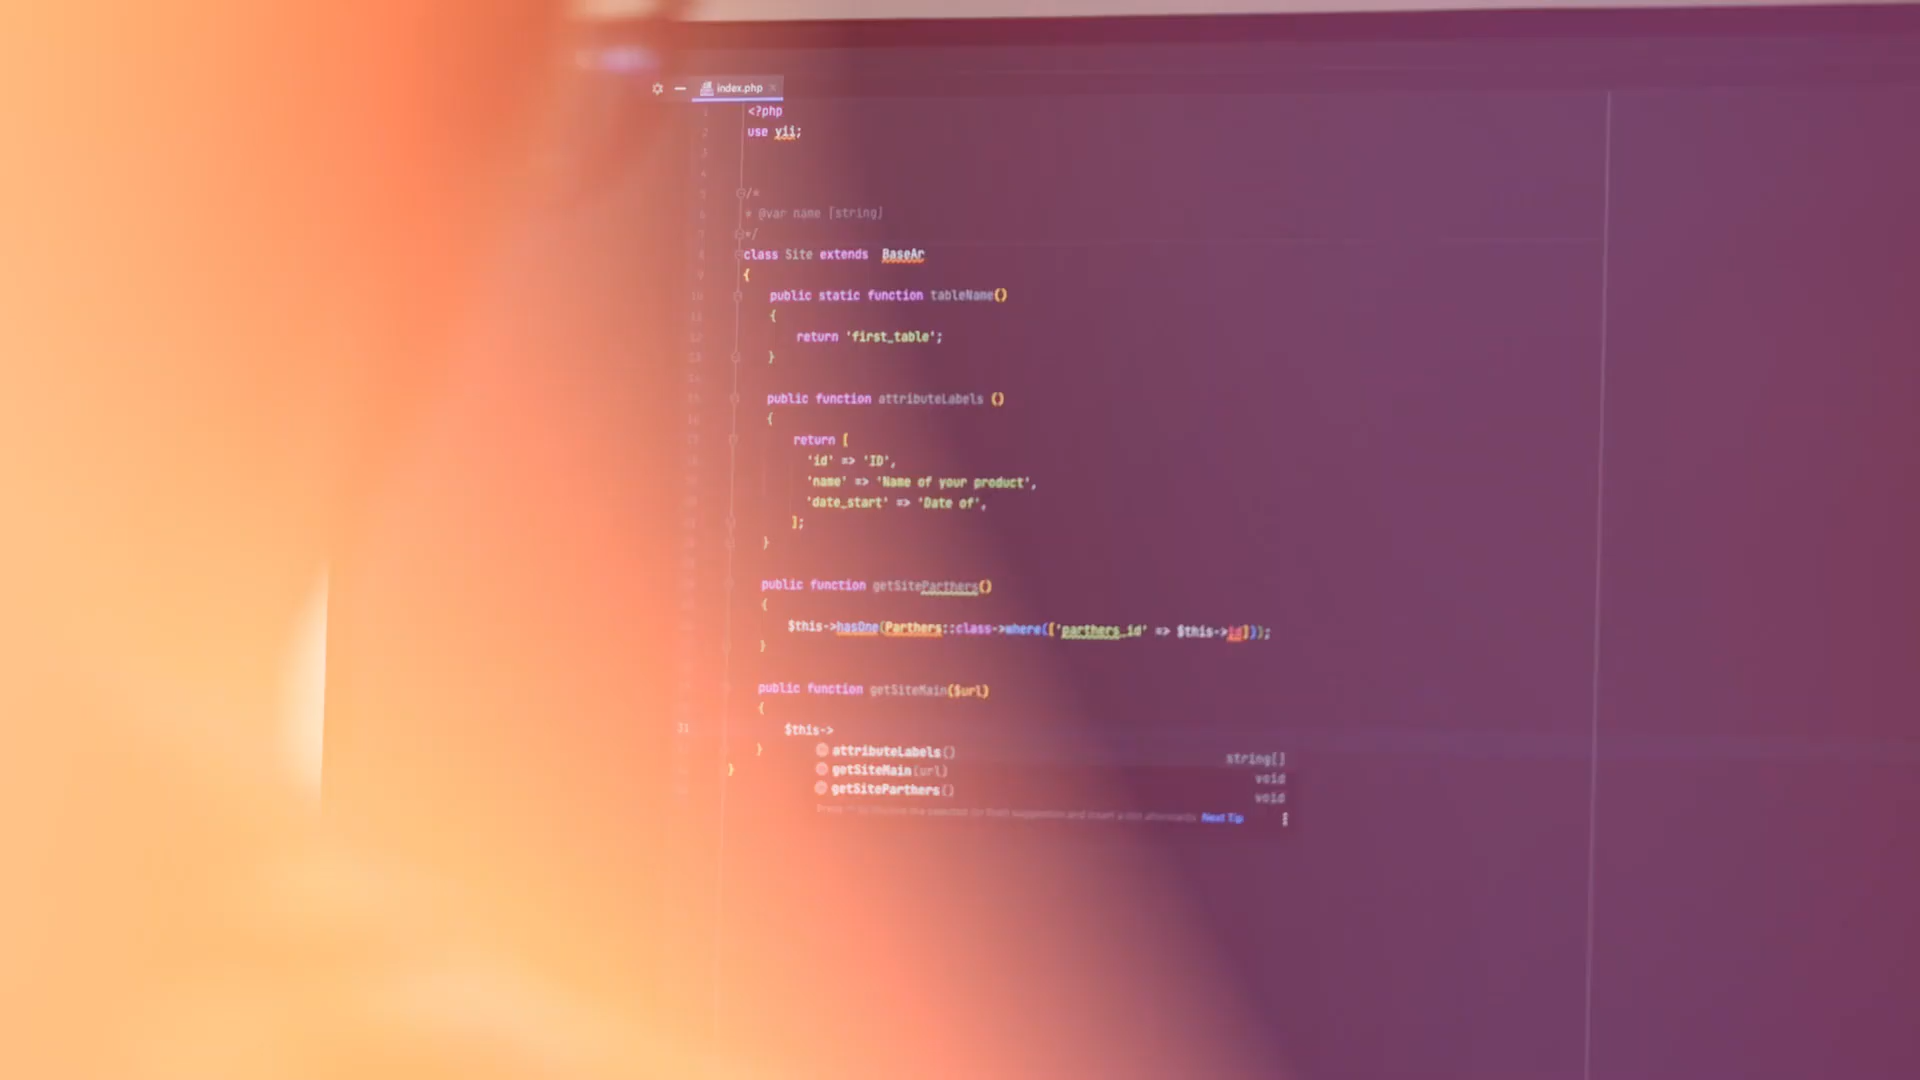 index.php
<?php
use yii;
/*
* @var name [string]
*/
class Site extends BaseAr
{
public static function tableName()
{
return 'first_table';
}
public function attributeLabels ()
{
return [
'id' => 'ID',
'name' => 'Name of your product',
'date_start' => 'Date of',
];
}
public function getSiteParthers()
{
$this->hasOne(Parthers::class->where(['parthers_id' => $this->id]));
}
public function getSiteMain($url)
{
31 $this->
attributeLabels() string[]
getSiteMain(url) void
getSiteParthers() void
Next Tip
}
}